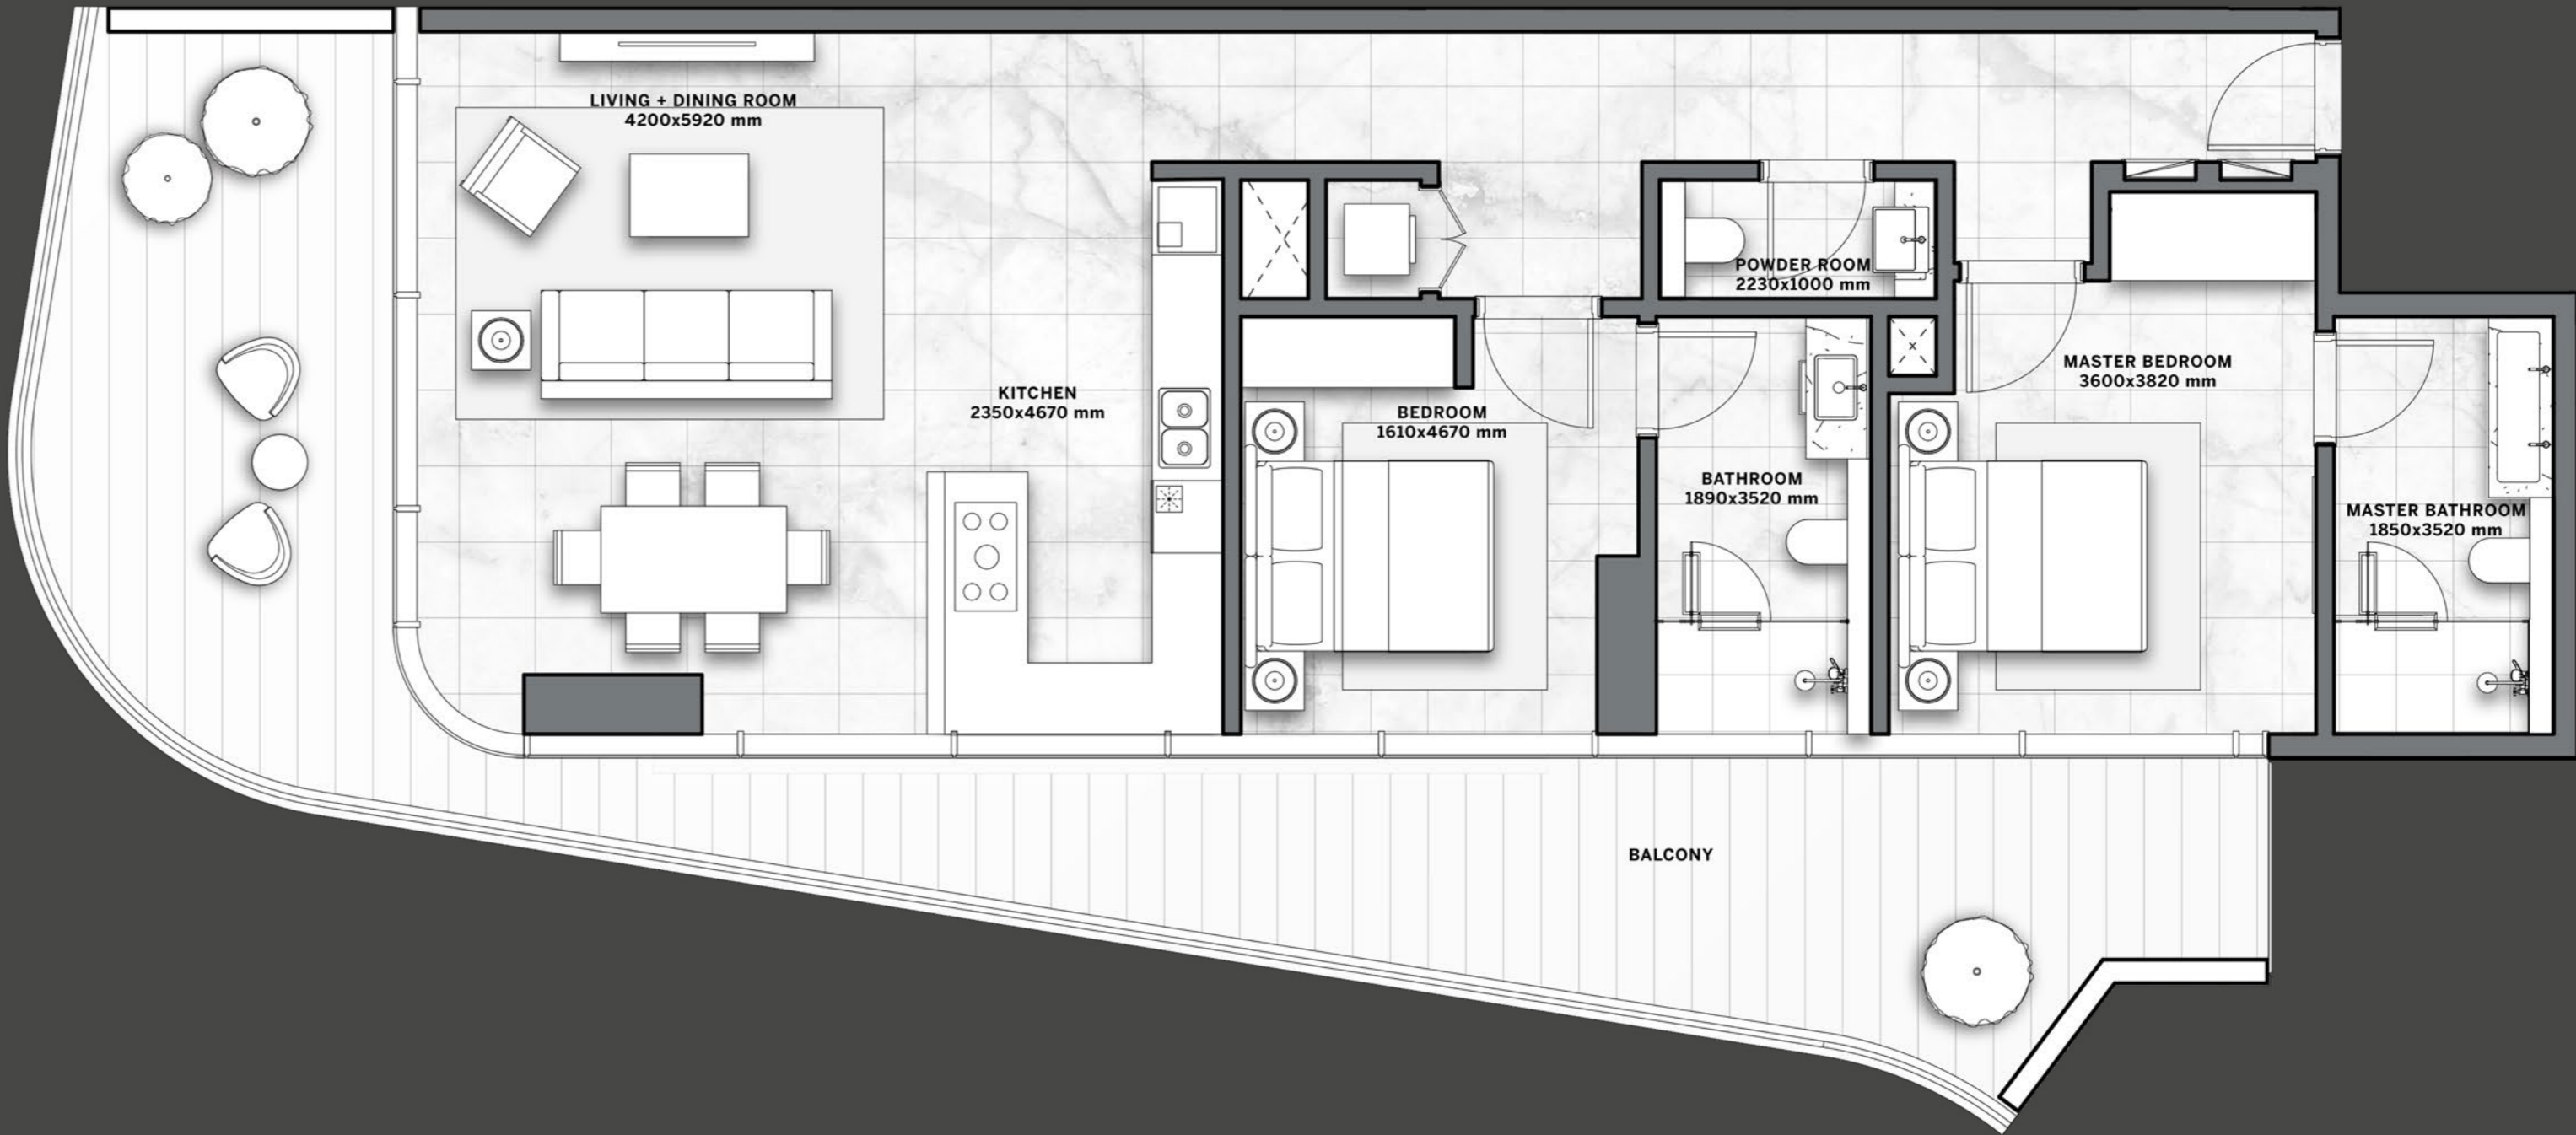 LIVING + DINING ROOM
4200x5920 mm
KITCHEN
2350x4670 mm
BEDROOM
1610x4670 mm
POWDER ROOM
2230x1000 mm
BATHROOM
1890x3520 mm
MASTER BEDROOM
3600x3820 mm
MASTER BATHROOM
1850x3520 mm
BALCONY